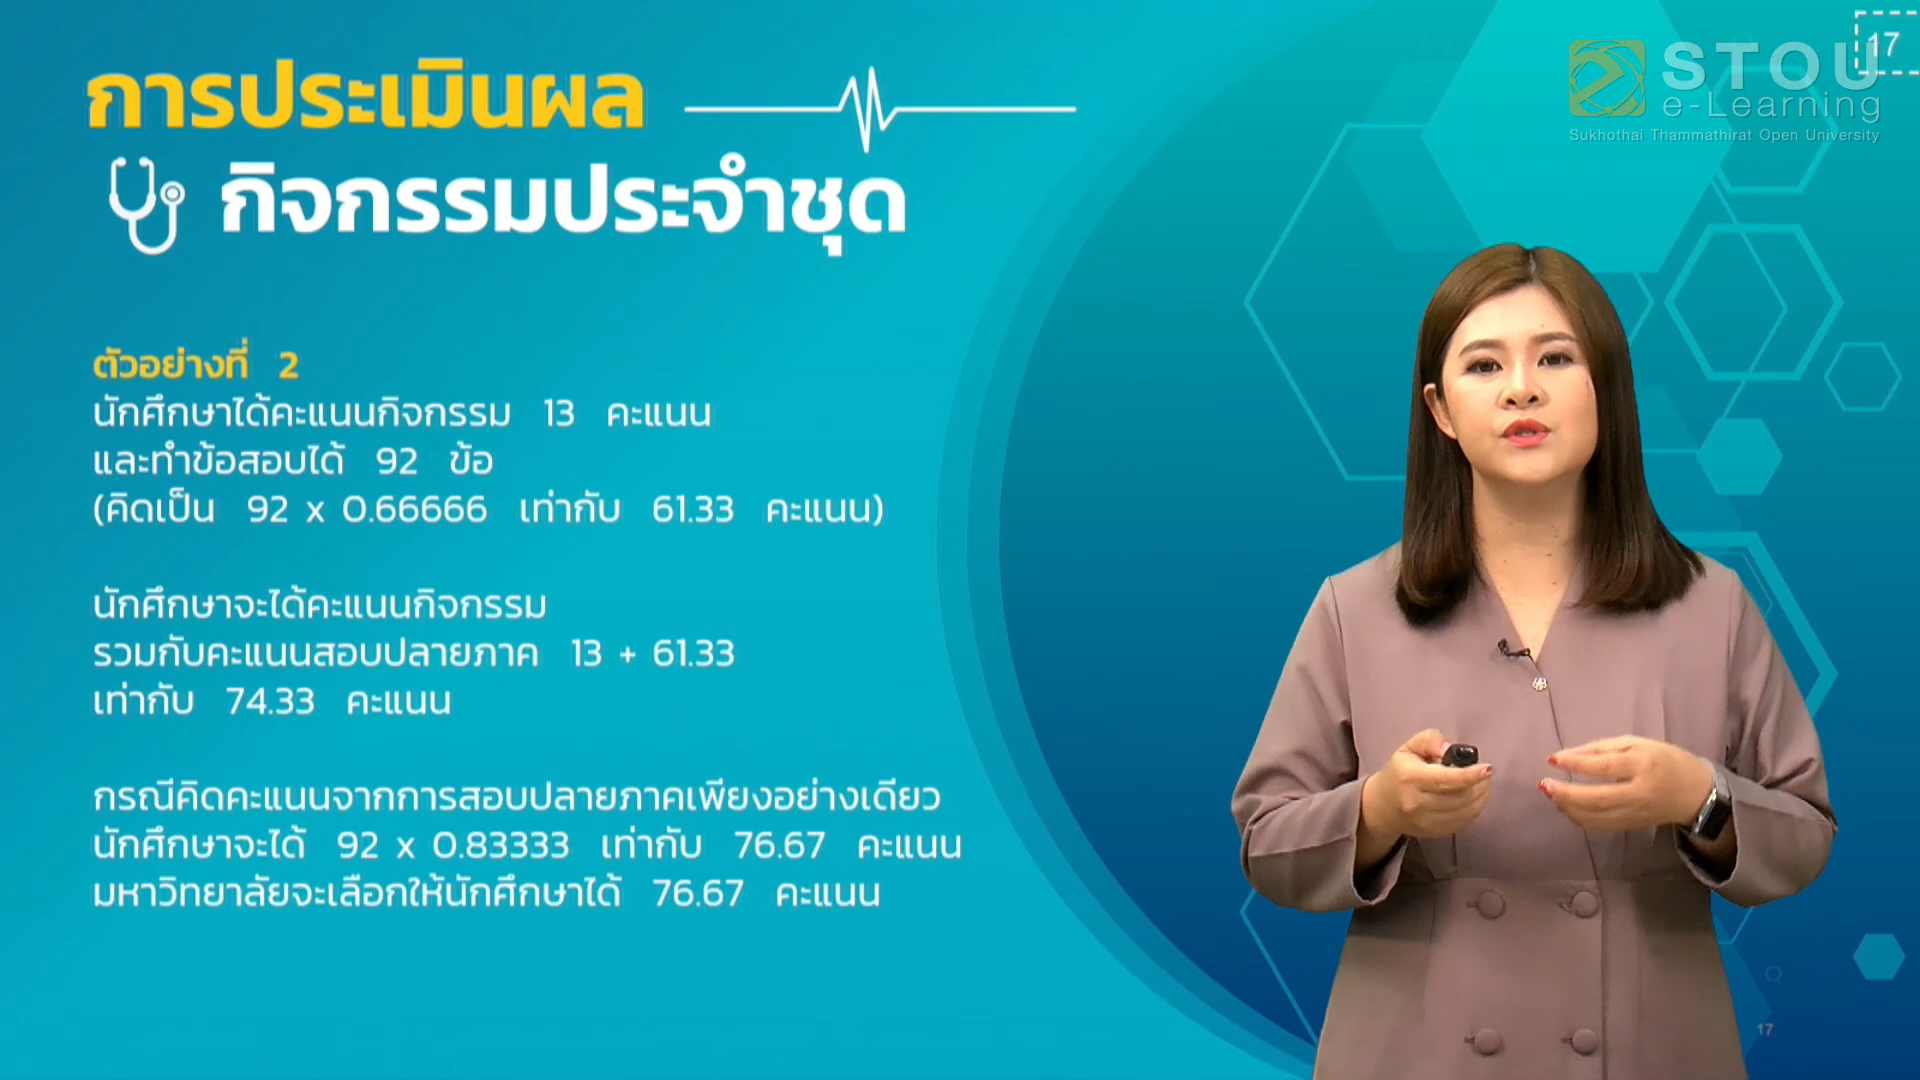 การประเมินผล
กิจกรรมประจำชุด
17
STOU
e-Learning
Sukhothai Thammathirat Open University
ตัวอย่างที่ 2
นักศึกษาได้คะแนนกิจกรรม 13 คะแนน
และทำข้อสอบได้ 92 ข้อ
(คิดเป็น 92 x 0.66666 เท่ากับ 61.33 คะแนน)
นักศึกษาจะได้คะแนนกิจกรรม
รวมกับคะแนนสอบปลายภาค 13 + 61.33
เท่ากับ 74.33 คะแนน
กรณีคิดคะแนนจากการสอบปลายภาคเพียงอย่างเดียว
นักศึกษาจะได้ 92 x 0.83333 เท่ากับ 76.67 คะแนน
มหาวิทยาลัยจะเลือกให้นักศึกษาได้ 76.67 คะแนน
17